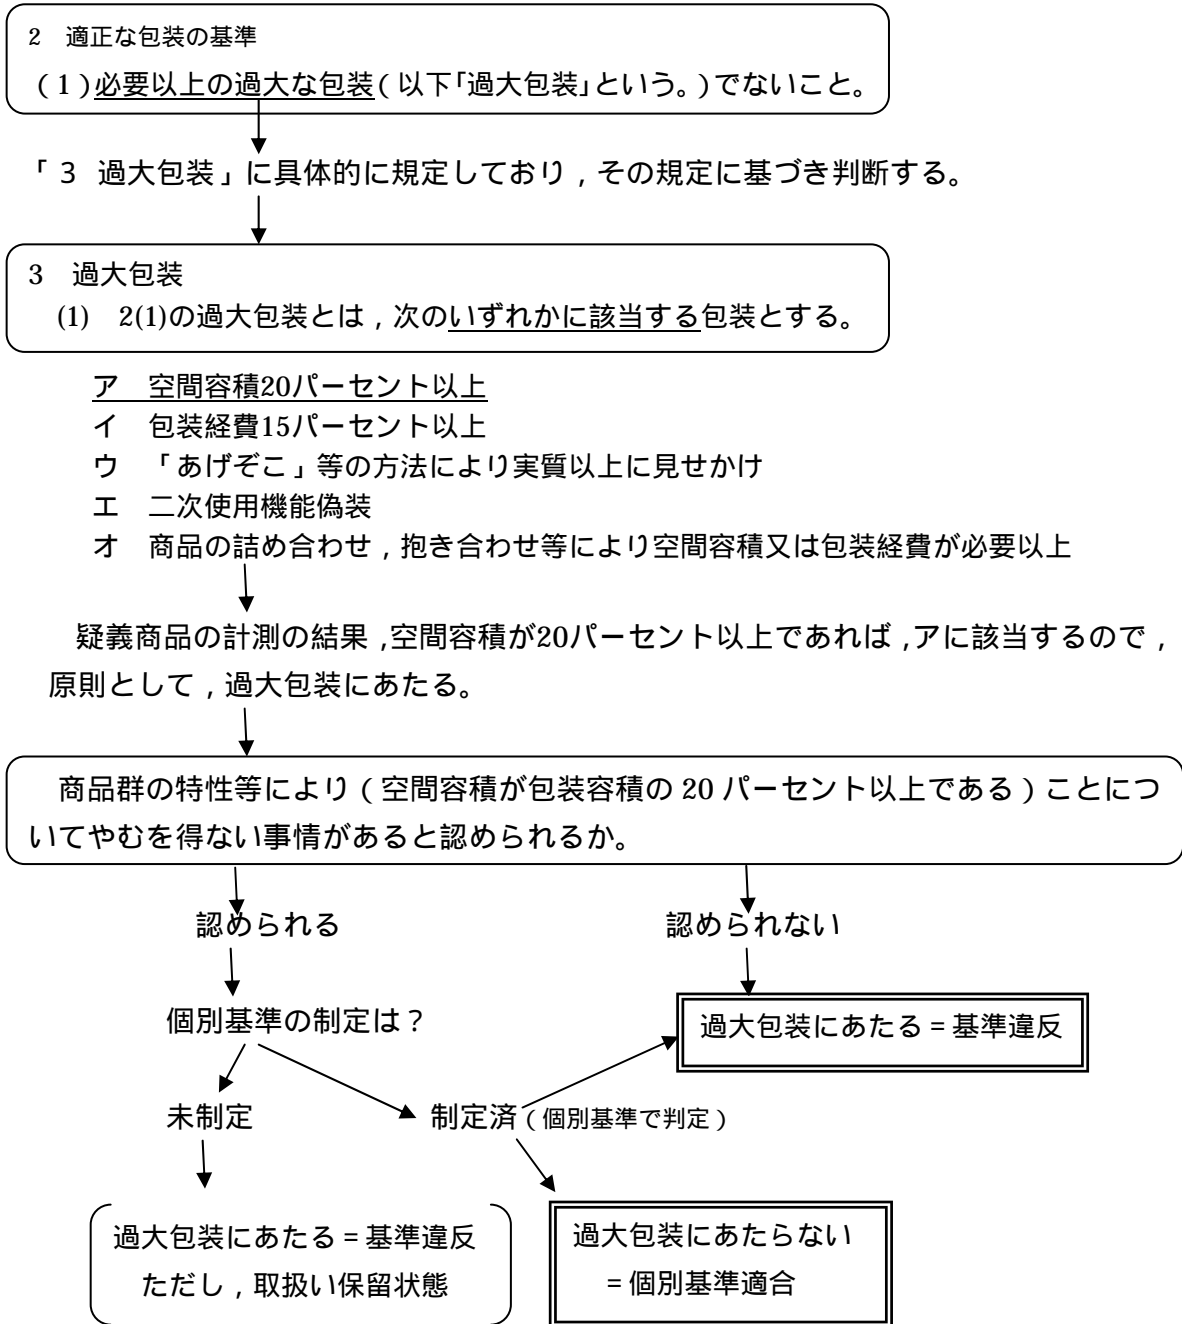 2　適正な包装の基準
（１）必要以上の過大な包装（以下「過大包装」という。）でないこと。
「３　過大包装」に具体的に規定しており，その規定に基づき判断する。
3　過大包装
(1)　2(1)の過大包装とは，次のいずれかに該当する包装とする。
ア　空間容積20パーセント以上
イ　包装経費15パーセント以上
ウ　「あげぞこ」等の方法により実質以上に見せかけ
エ　二次使用機能偽装
オ　商品の詰め合わせ，抱き合わせ等により空間容積又は包装経費が必要以上
疑義商品の計測の結果，空間容積が20パーセント以上であれば，アに該当するので，
原則として，過大包装にあたる。
商品群の特性等により（空間容積が包装容積の 20 パーセント以上である）ことにつ
いてやむを得ない事情があると認められるか。
認められる
認められない
個別基準の制定は？
過大包装にあたる＝基準違反
未制定
制定済（個別基準で判定）
過大包装にあたる＝基準違反
ただし，取扱い保留状態
過大包装にあたらない
＝個別基準適合